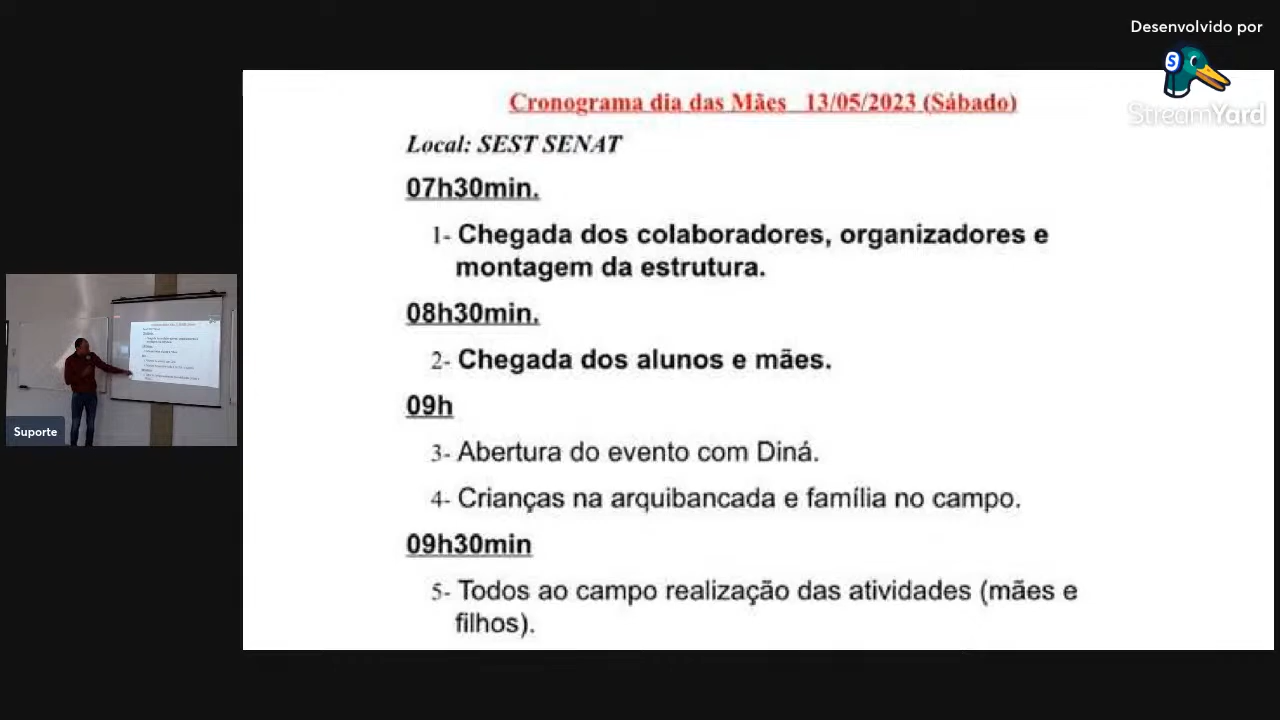 Desenvolvido por
StreamYard
Cronograma dia das Mães 13/05/2023 (Sábado)
Local: SEST SENAT
07h30min.
1- Chegada dos colaboradores, organizadores e
montagem da estrutura.
08h30min.
2- Chegada dos alunos e mães.
09h
3- Abertura do evento com Diná.
4- Crianças na arquibancada e família no campo.
09h30min
5- Todos ao campo realização das atividades (mães e
filhos).
Suporte